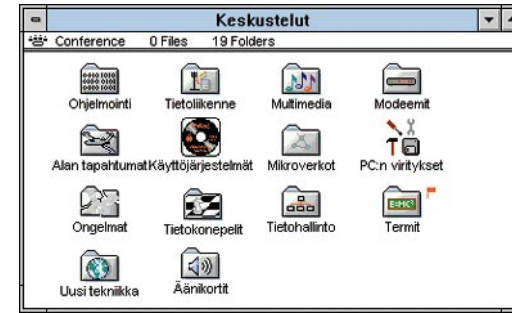 Keskustelut
Conference 0 Files 19 Folders
Ohjelmointi Tietoliikenne Multimedia Modeemit
Alan tapahtumat Käyttöjärjestelmät Mikroverkot PC:n viritykset
Ongelmat Tietokonepelit Tietohallinto Termit
Uusi tekniikka Äänikortit